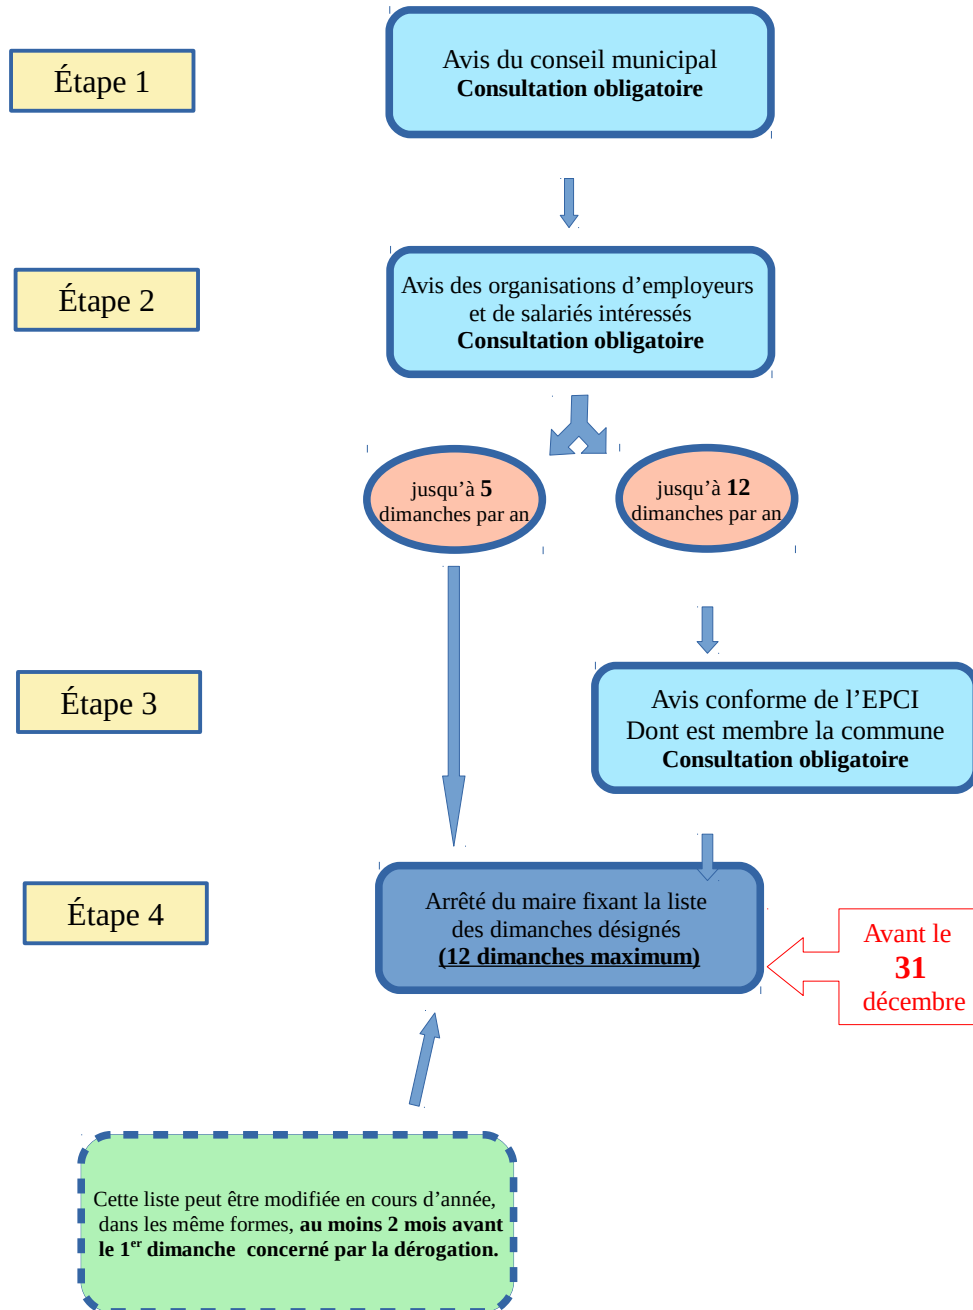 Étape 1
Avis du conseil municipal
Consultation obligatoire
Étape 2
Avis des organisations d’employeurs
et de salariés intéressés
Consultation obligatoire
jusqu’à 5
dimanches par an
jusqu’à 12
dimanches par an
Étape 3
Avis conforme de l’EPCI
Dont est membre la commune
Consultation obligatoire
Étape 4
Arrêté du maire fixant la liste
des dimanches désignés
(12 dimanches maximum)
Avant le
31
décembre
Cette liste peut être modifiée en cours d’année,
dans les même formes, au moins 2 mois avant
le 1er dimanche concerné par la dérogation.